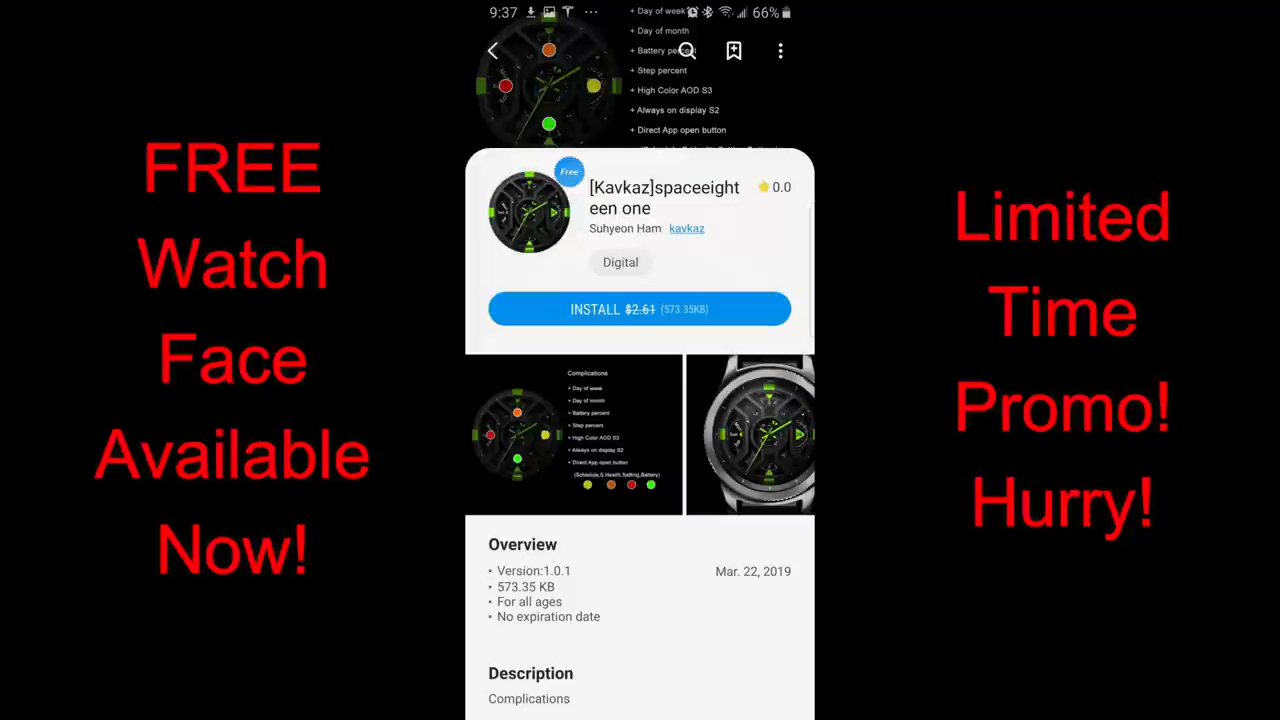 FREE
Watch
Face
Available
Now!
9:37
66%
+ Day of week
+ Day of month
+ Battery percent
+ Step percent
+ High Color AOD S3
+ Always on display S2
+ Direct App open button
Free
[Kavkaz]spaceeight
een one
0.0
Suhyeon Ham kavkaz
Digital
INSTALL $2.61 (573.35KB)
Complications
+ Day of week
+ Day of month
+ Battery percent
+ Step percent
+ High Color AOD S3
+ Always on display S2
+ Direct App open button
(Schedule,S Health,Setting,Battery)
Overview
• Version:1.0.1
Mar. 22, 2019
• 573.35 KB
• For all ages
• No expiration date
Description
Complications
Limited
Time
Promo!
Hurry!